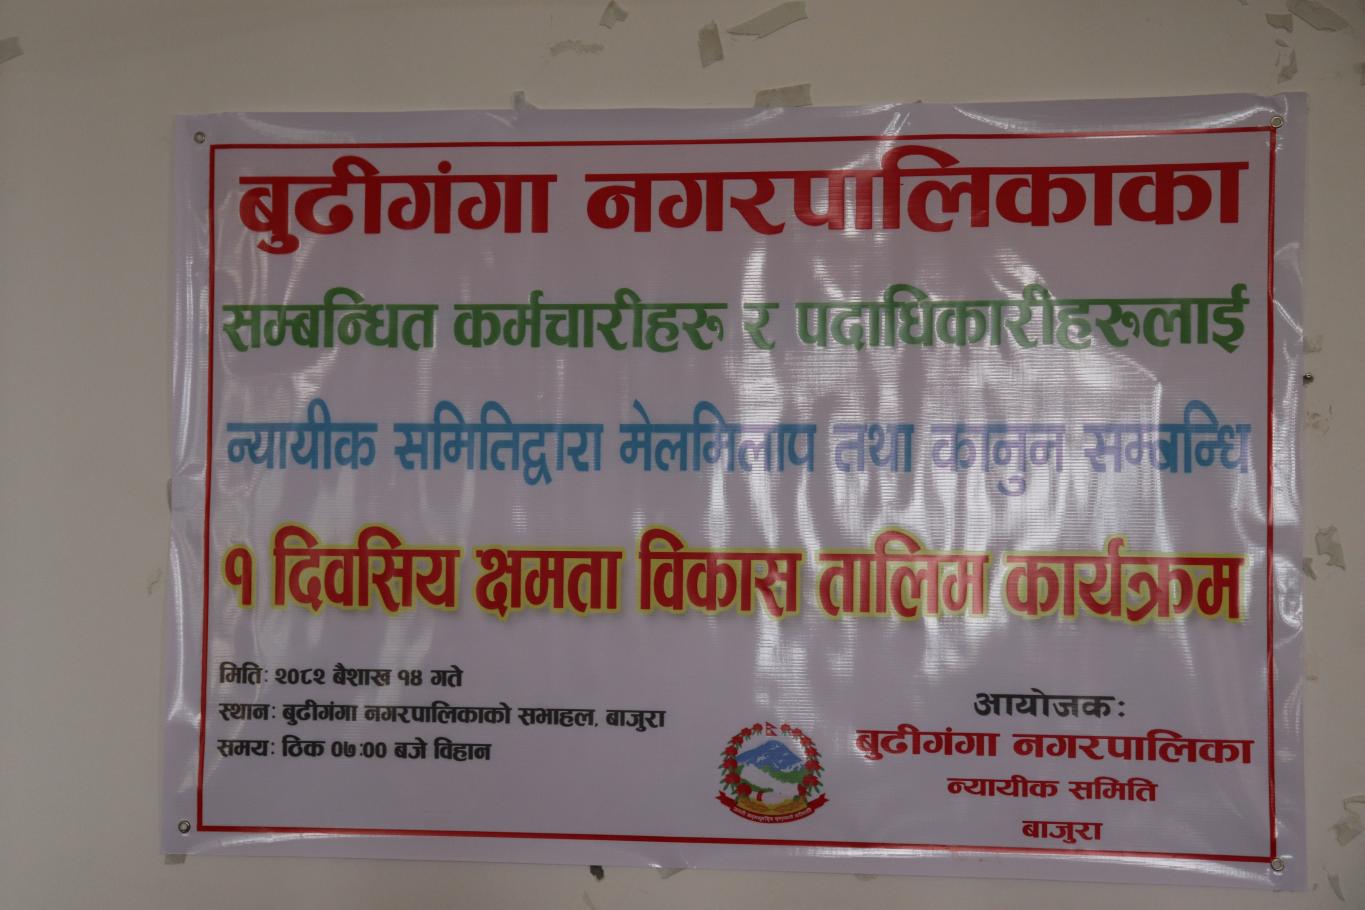 बुढीगंगा नगरपालिकाका
सम्बन्धित कर्मचारीहरू र पदाधिकारीहरूलाई
न्यायीक समितिद्वारा मेलमिलाप तथा कानुन सम्बन्धि
१ दिवसिय क्षमता विकास तालिम कार्यक्रम
मिति: २०८२ बैशाख १४ गते
स्थान: बुढीगंगा नगरपालिकाको सभाहल, बाजुरा
समय: ठिक ०७:०० बजे विहान
आयोजक:
बुढीगंगा नगरपालिका
न्यायीक समिति
बाजुरा